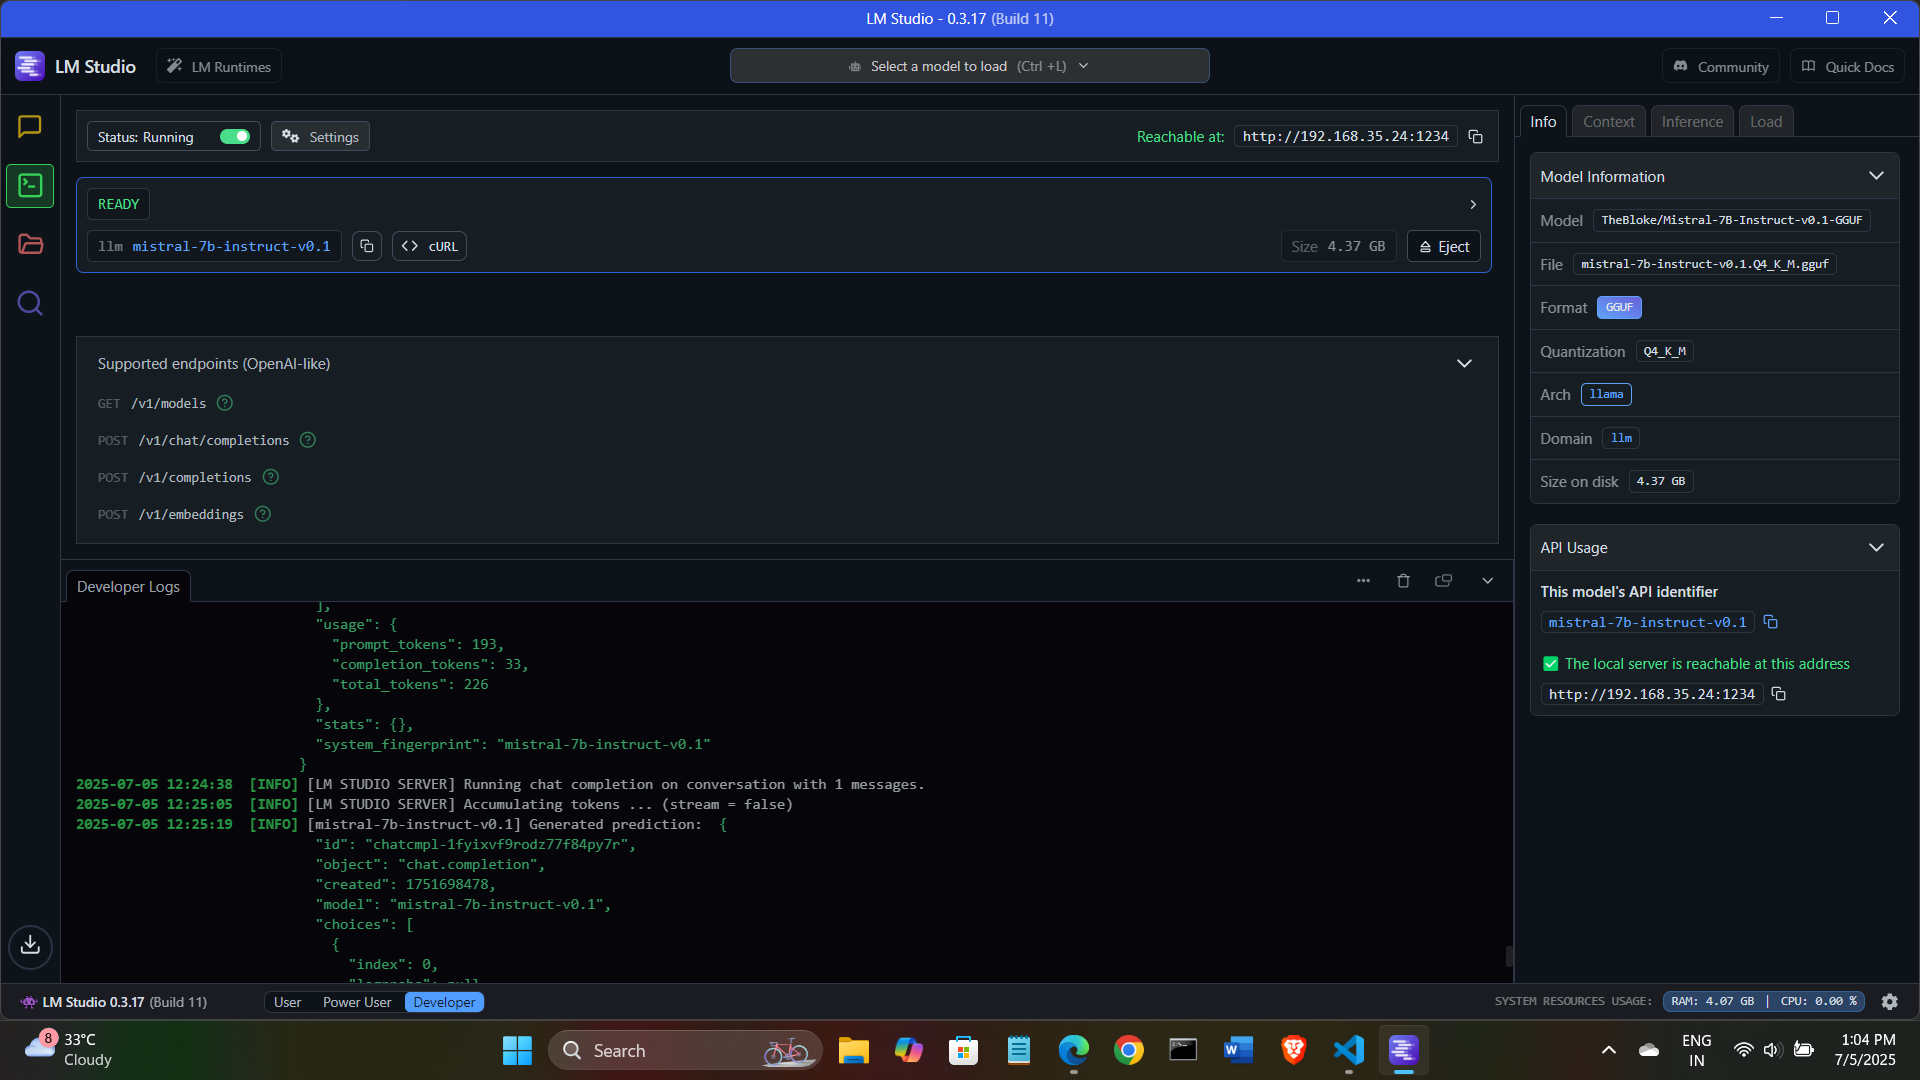 LM Studio - 0.3.17 (Build 11)
LM Studio
LM Runtimes
Select a model to load (Ctrl +L)
Community
Quick Docs
Status: Running
Settings
Reachable at: http://192.168.35.24:1234
READY
llm mistral-7b-instruct-v0.1
cURL
Size 4.37 GB
Eject
Supported endpoints (OpenAI-like)
GET /v1/models
POST /v1/chat/completions
POST /v1/completions
POST /v1/embeddings
Developer Logs
],
"usage": {
"prompt_tokens": 193,
"completion_tokens": 33,
"total_tokens": 226
},
"stats": {},
"system_fingerprint": "mistral-7b-instruct-v0.1"
}
2025-07-05 12:24:38 [INFO] [LM STUDIO SERVER] Running chat completion on conversation with 1 messages.
2025-07-05 12:25:05 [INFO] [LM STUDIO SERVER] Accumulating tokens ... (stream = false)
2025-07-05 12:25:19 [INFO] [mistral-7b-instruct-v0.1] Generated prediction: {
"id": "chatcmpl-1fyixvf9rodz77f84py7r",
"object": "chat.completion",
"created": 1751698478,
"model": "mistral-7b-instruct-v0.1",
"choices": [
{
"index": 0,
Info
Context
Inference
Load
Model Information
Model TheBloke/Mistral-7B-Instruct-v0.1-GGUF
File mistral-7b-instruct-v0.1.Q4_K_M.gguf
Format GGUF
Quantization Q4_K_M
Arch llama
Domain llm
Size on disk 4.37 GB
API Usage
This model's API identifier
mistral-7b-instruct-v0.1
The local server is reachable at this address
http://192.168.35.24:1234
LM Studio 0.3.17 (Build 11)
User
Power User
Developer
SYSTEM RESOURCES USAGE: RAM: 4.07 GB | CPU: 0.00 %
8
33°C
Cloudy
Search
ENG
IN
1:04 PM
7/5/2025